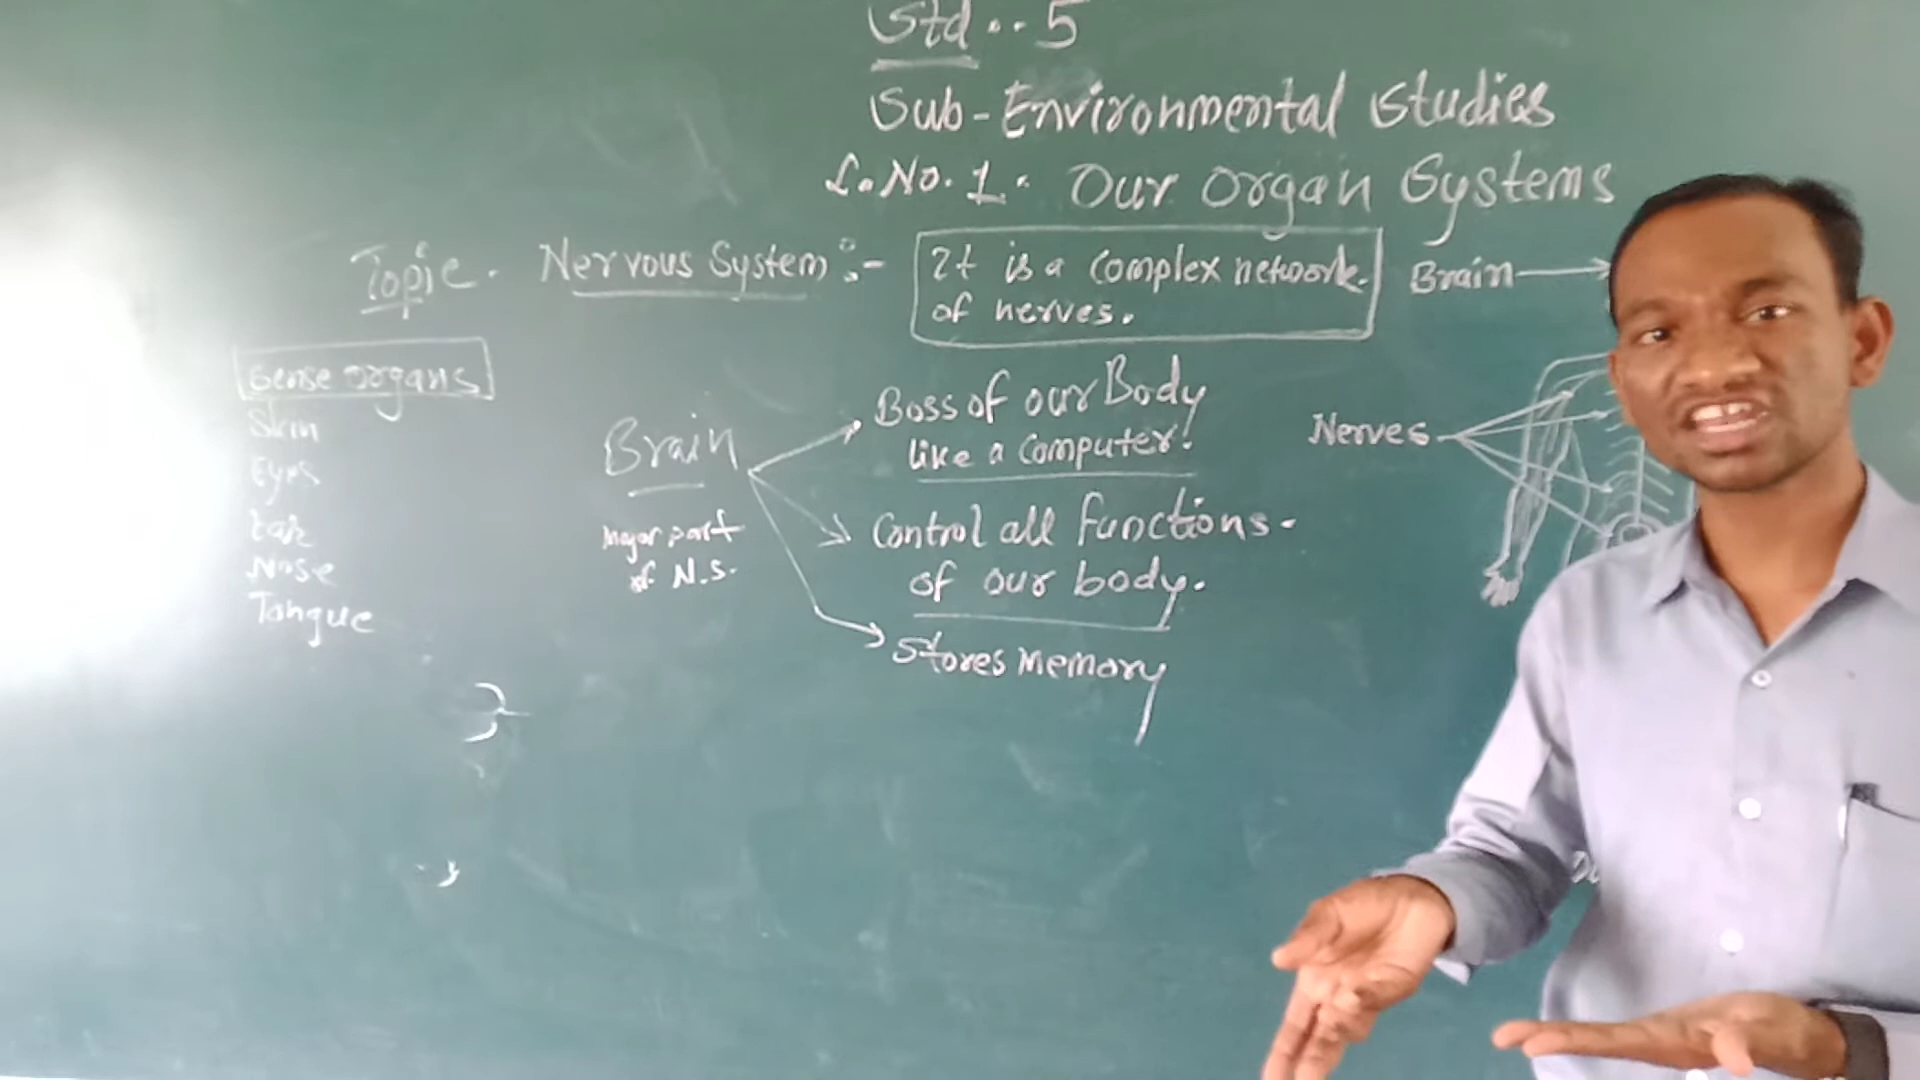 Std .. 5
Sub - Environmental Studies
L. No. 1. Our Organ Systems
Topic. Nervous System :-
It is a complex network.
of nerves.
Brain
Sense organs
Skin
Eyes
Ear
Nose
Tongue
Brain
Major part
of N.S.
Boss of our Body
like a computer!
Control all functions.
of our body.
Stores Memory
Nerves